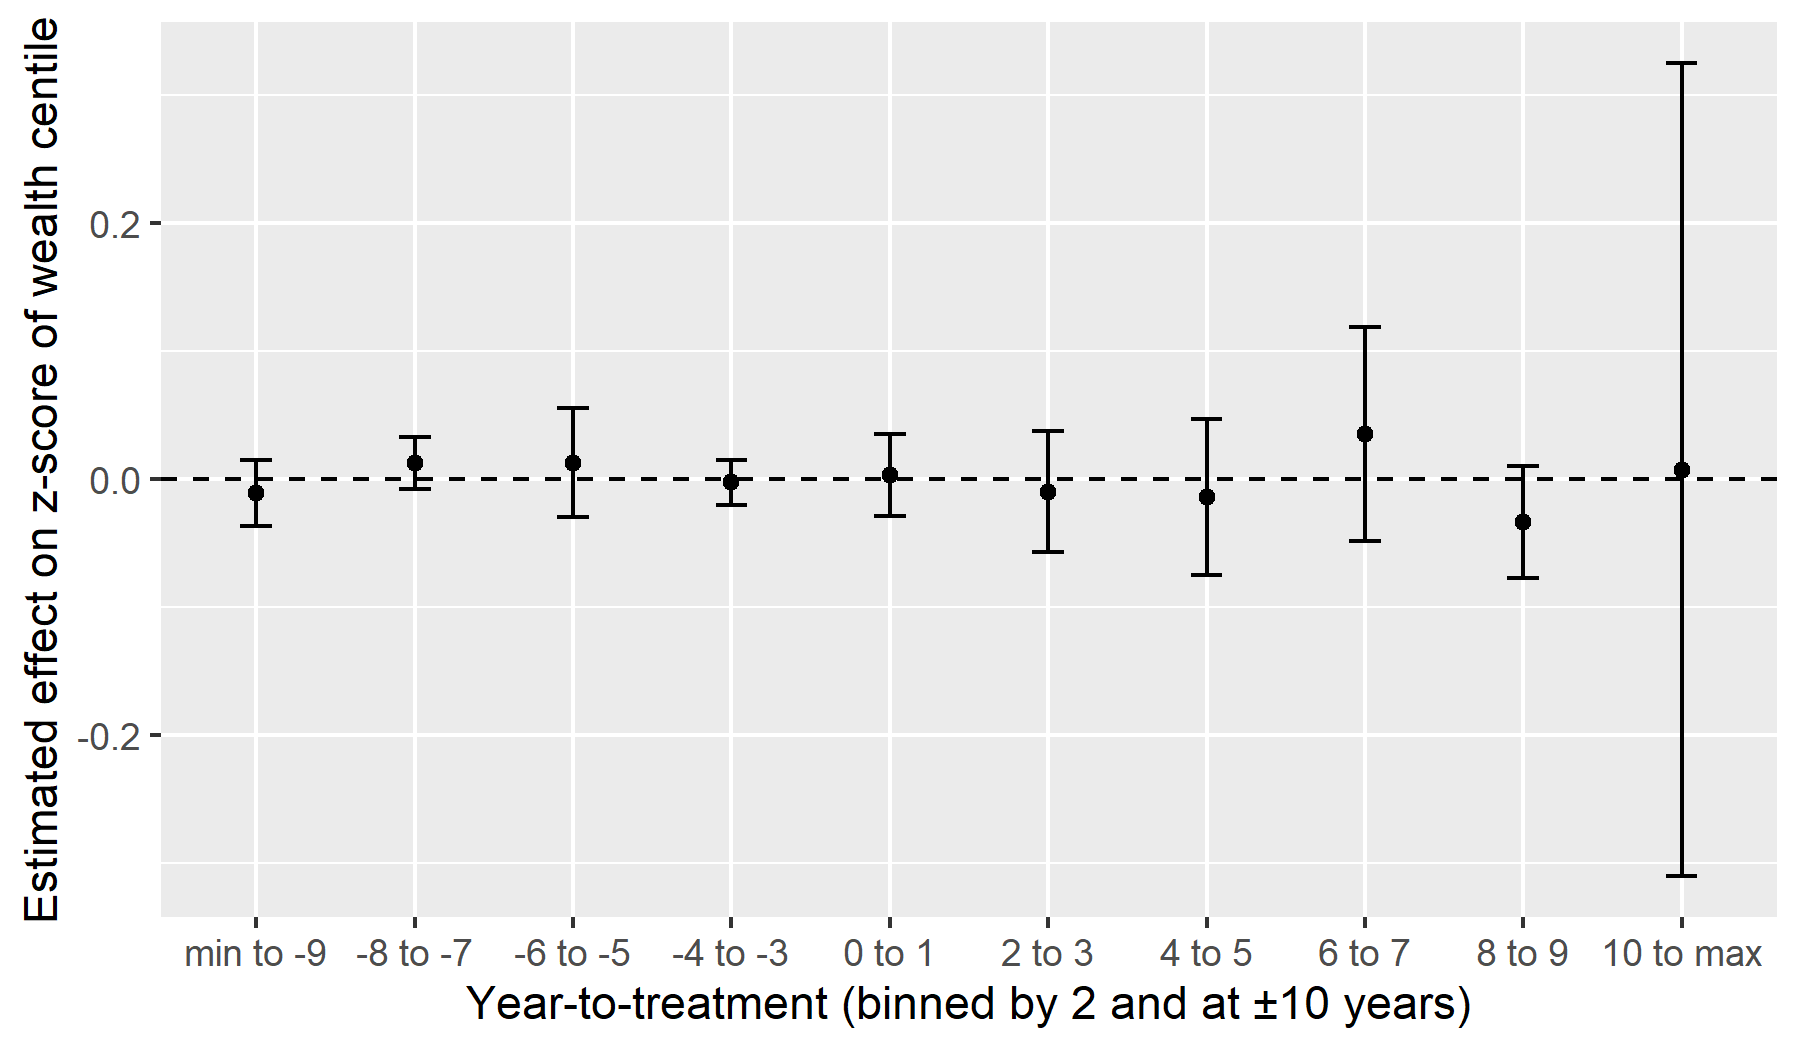 Estimated effect on z-score of wealth centile
0.2
0.0
-0.2
min to -9 -8 to -7 -6 to -5 -4 to -3 0 to 1 2 to 3 4 to 5 6 to 7 8 to 9 10 to max
Year-to-treatment (binned by 2 and at ±10 years)